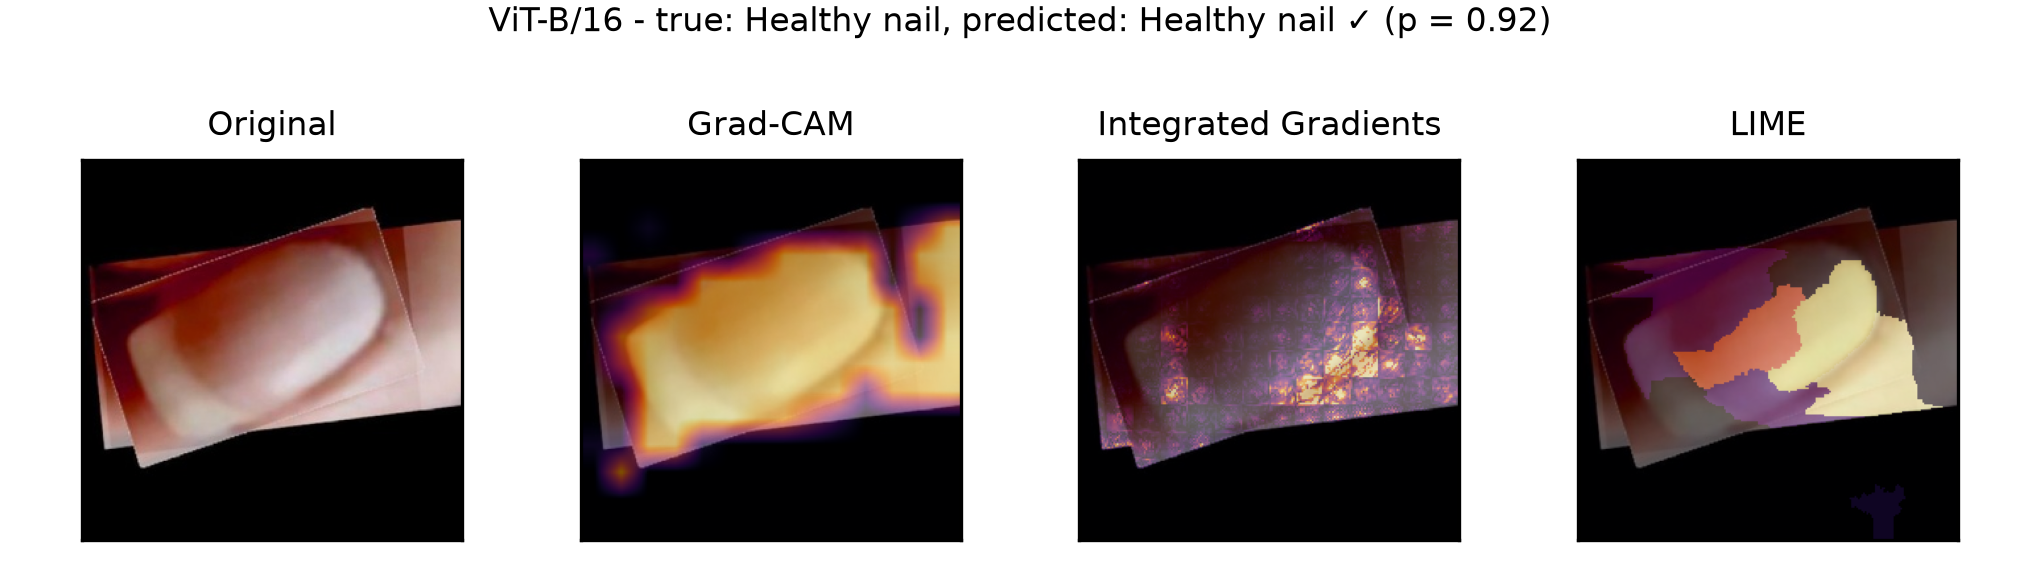 ViT-B/16 - true: Healthy nail, predicted: Healthy nail ✓ (p = 0.92)
Original
Grad-CAM
Integrated Gradients
LIME